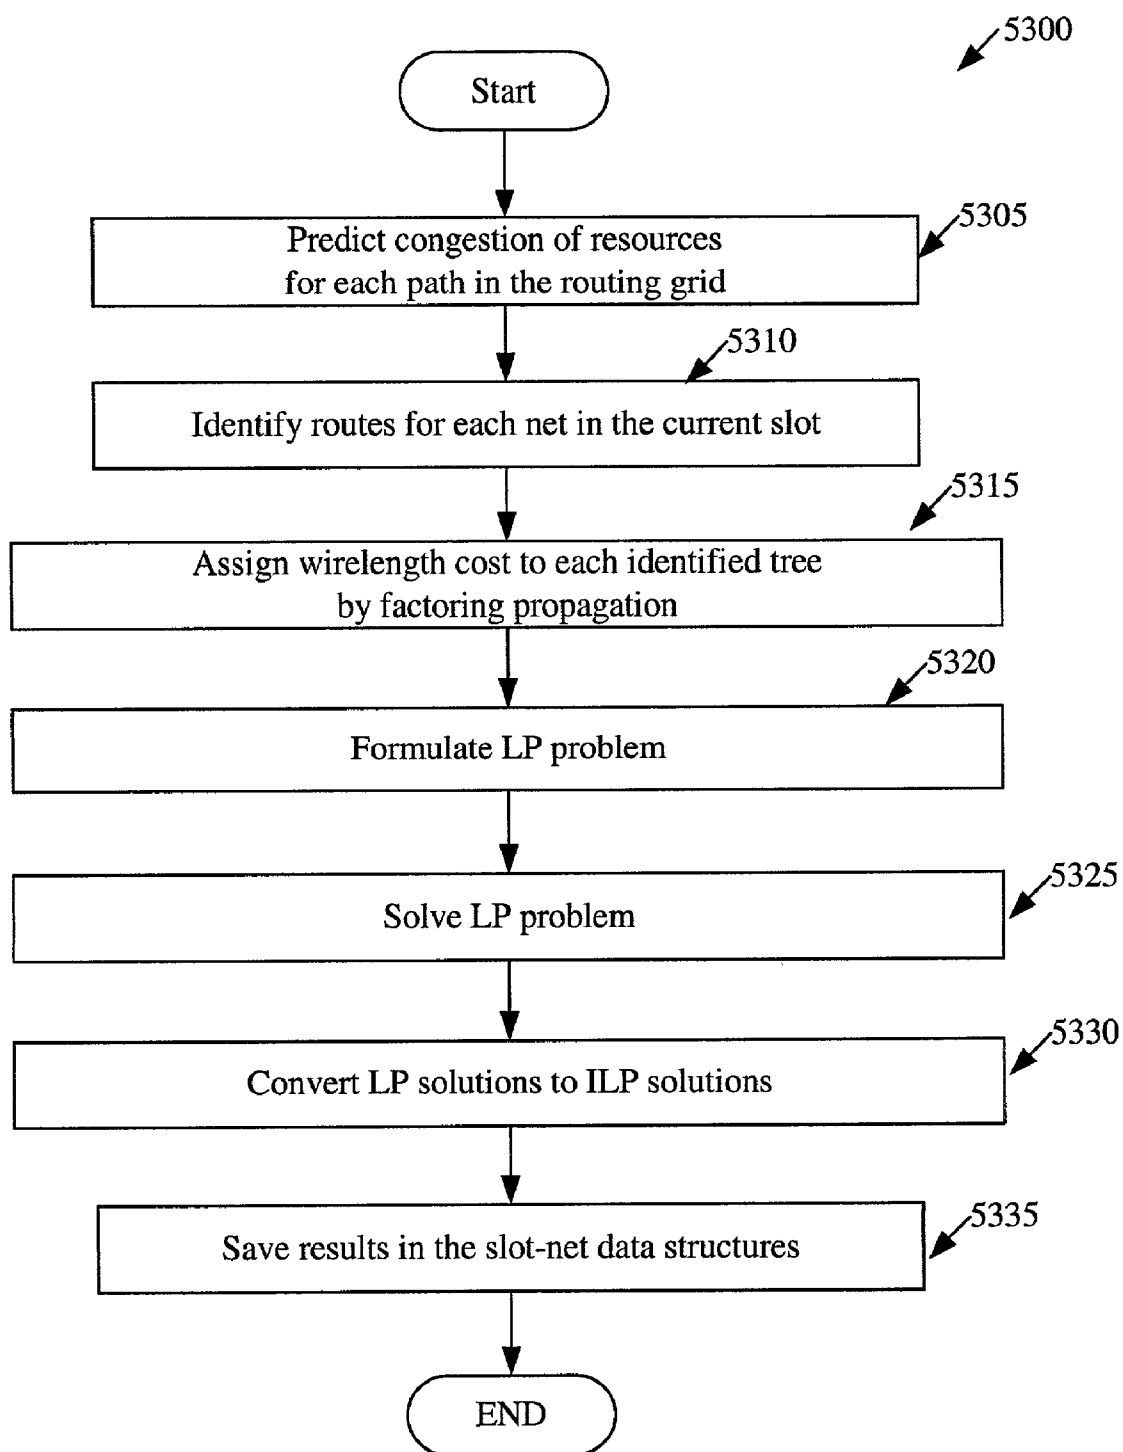 5300
Start
5305
Predict congestion of resources
for each path in the routing grid
5310
Identify routes for each net in the current slot
5315
Assign wirelength cost to each identified tree
by factoring propagation
5320
Formulate LP problem
5325
Solve LP problem
5330
Convert LP solutions to ILP solutions
5335
Save results in the slot-net data structures
END